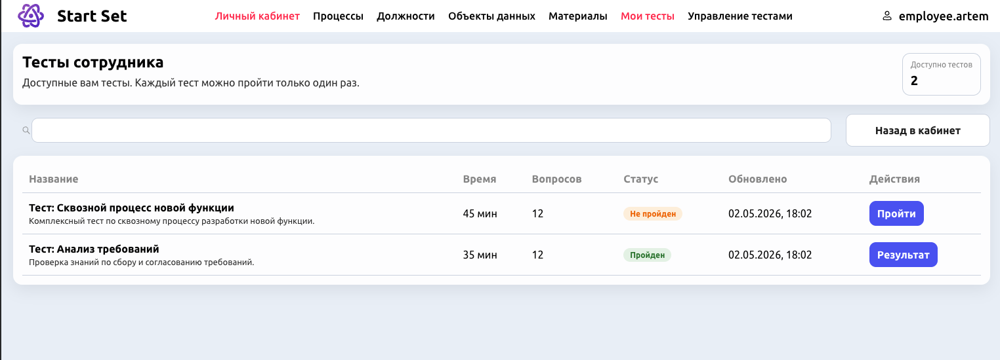 Start Set
Личный кабинет Процессы Должности Объекты данных Материалы Мои тесты Управление тестами
employee.artem
Тесты сотрудника
Доступные вам тесты. Каждый тест можно пройти только один раз.
Доступно тестов
2
Назад в кабинет
Название Время Вопросов Статус Обновлено Действия
Тест: Сквозной процесс новой функции
Комплексный тест по сквозному процессу разработки новой функции.
45 мин 12 Не пройден 02.05.2026, 18:02 Пройти
Тест: Анализ требований
Проверка знаний по сбору и согласованию требований.
35 мин 12 Пройден 02.05.2026, 18:02 Результат